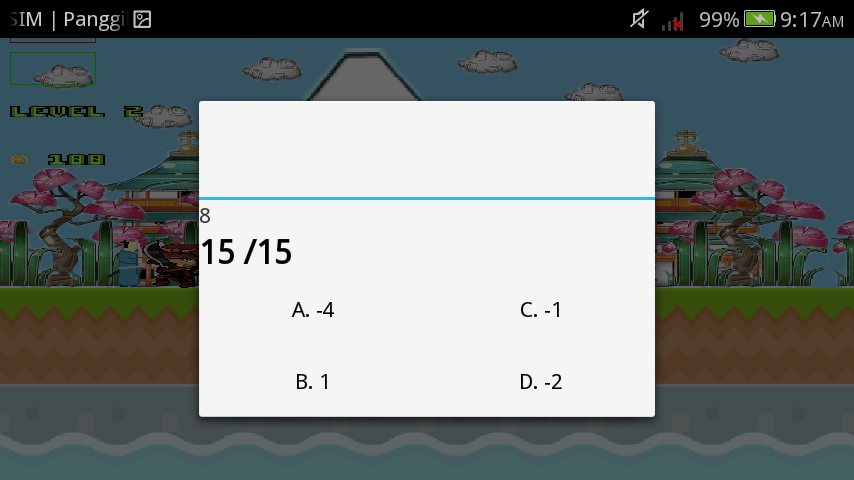 SIM | Panggi 99% 9:17AM
LEVEL 2
100
8
15 /15
A. -4 C. -1
B. 1 D. -2